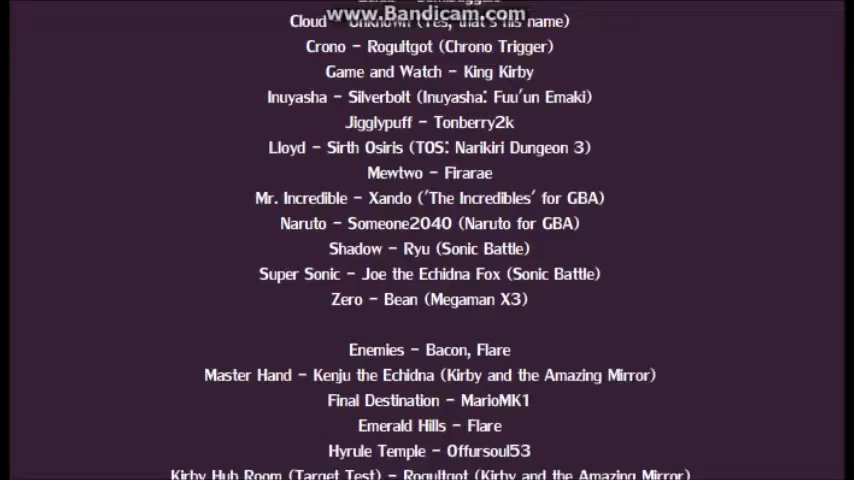 www.Bandicam.com
Cloud - Unknown (Yes, that's his name)
Crono - Rogultgot (Chrono Trigger)
Game and Watch - King Kirby
Inuyasha - Silverbolt (Inuyasha: Fuu'un Emaki)
Jigglypuff - Tonberry2k
Lloyd - Sirth Osiris (TOS: Narikiri Dungeon 3)
Mewtwo - Firarae
Mr. Incredible - Xando ('The Incredibles' for GBA)
Naruto - Someone2040 (Naruto for GBA)
Shadow - Ryu (Sonic Battle)
Super Sonic - Joe the Echidna Fox (Sonic Battle)
Zero - Bean (Megaman X3)
Enemies - Bacon, Flare
Master Hand - Kenju the Echidna (Kirby and the Amazing Mirror)
Final Destination - MarioMK1
Emerald Hills - Flare
Hyrule Temple - Offursoul53
Kirby Hub Room (Target Test) - Rogultgot (Kirby and the Amazing Mirror)